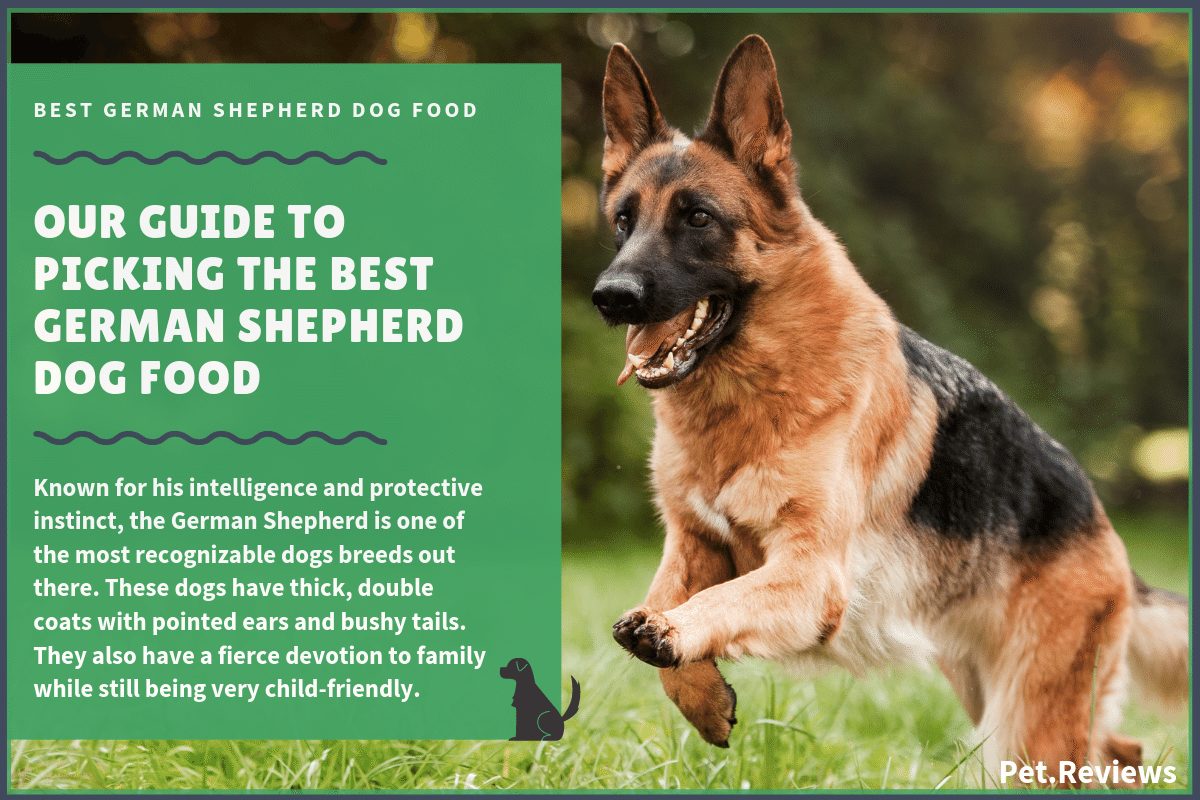 BEST GERMAN SHEPHERD DOG FOOD
OUR GUIDE TO
PICKING THE BEST
GERMAN SHEPHERD
DOG FOOD
Known for his intelligence and protective
instinct, the German Shepherd is one of
the most recognizable dogs breeds out
there. These dogs have thick, double
coats with pointed ears and bushy tails.
They also have a fierce devotion to family
while still being very child-friendly.
Pet.Reviews